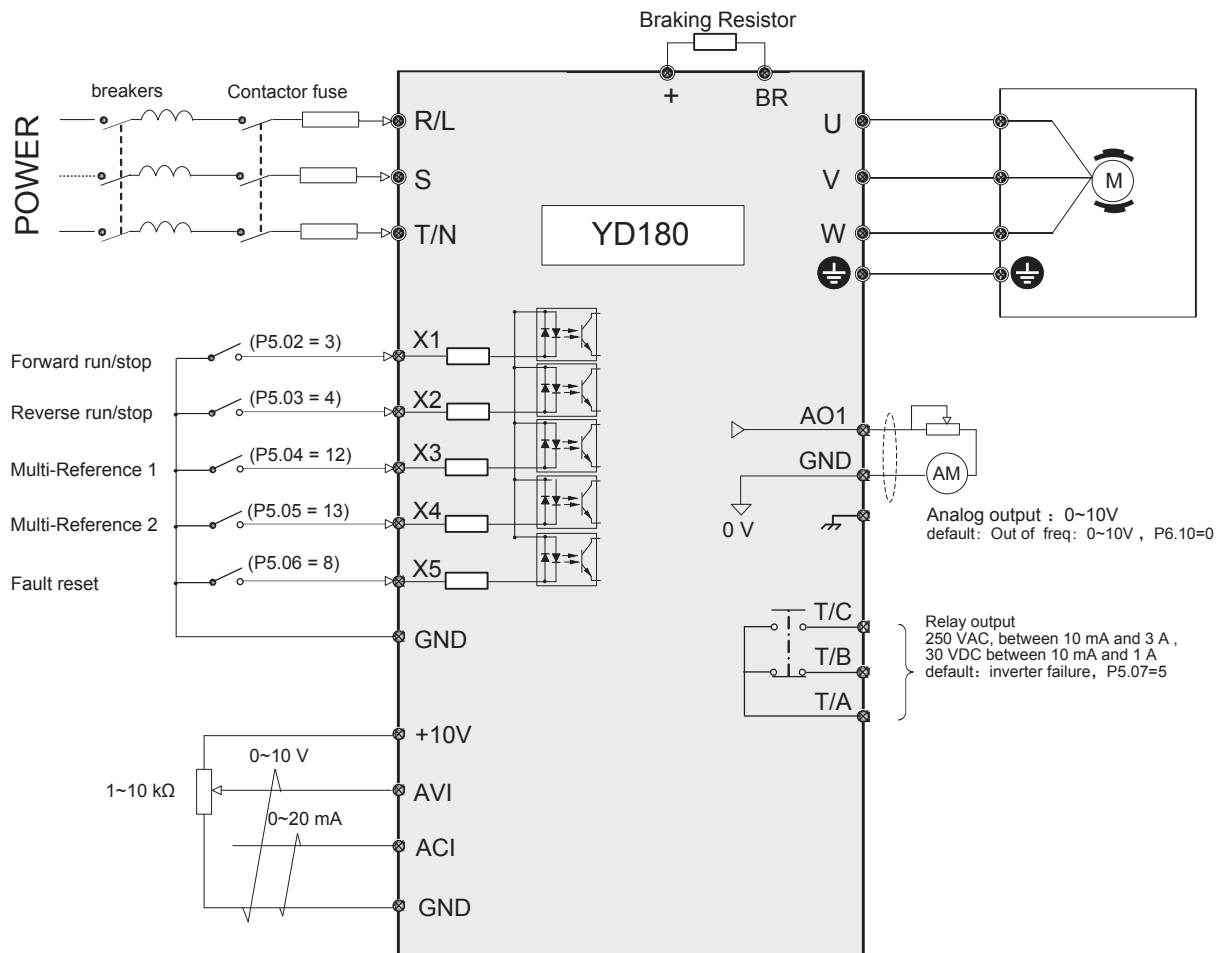 Braking Resistor
breakers
Contactor fuse
+
BR
POWER
R/L
S
T/N
YD180
U
V
W
M
Forward run/stop
(P5.02 = 3)
X1
Reverse run/stop
(P5.03 = 4)
X2
Multi-Reference 1
(P5.04 = 12)
X3
Multi-Reference 2
(P5.05 = 13)
X4
Fault reset
(P5.06 = 8)
X5
GND
AO1
GND
AM
0 V
Analog output : 0~10V
default: Out of freq: 0~10V , P6.10=0
T/C
T/B
T/A
Relay output
250 VAC, between 10 mA and 3 A ,
30 VDC between 10 mA and 1 A
default: inverter failure, P5.07=5
+10V
0~10 V
1~10 kΩ
AVI
0~20 mA
ACI
GND